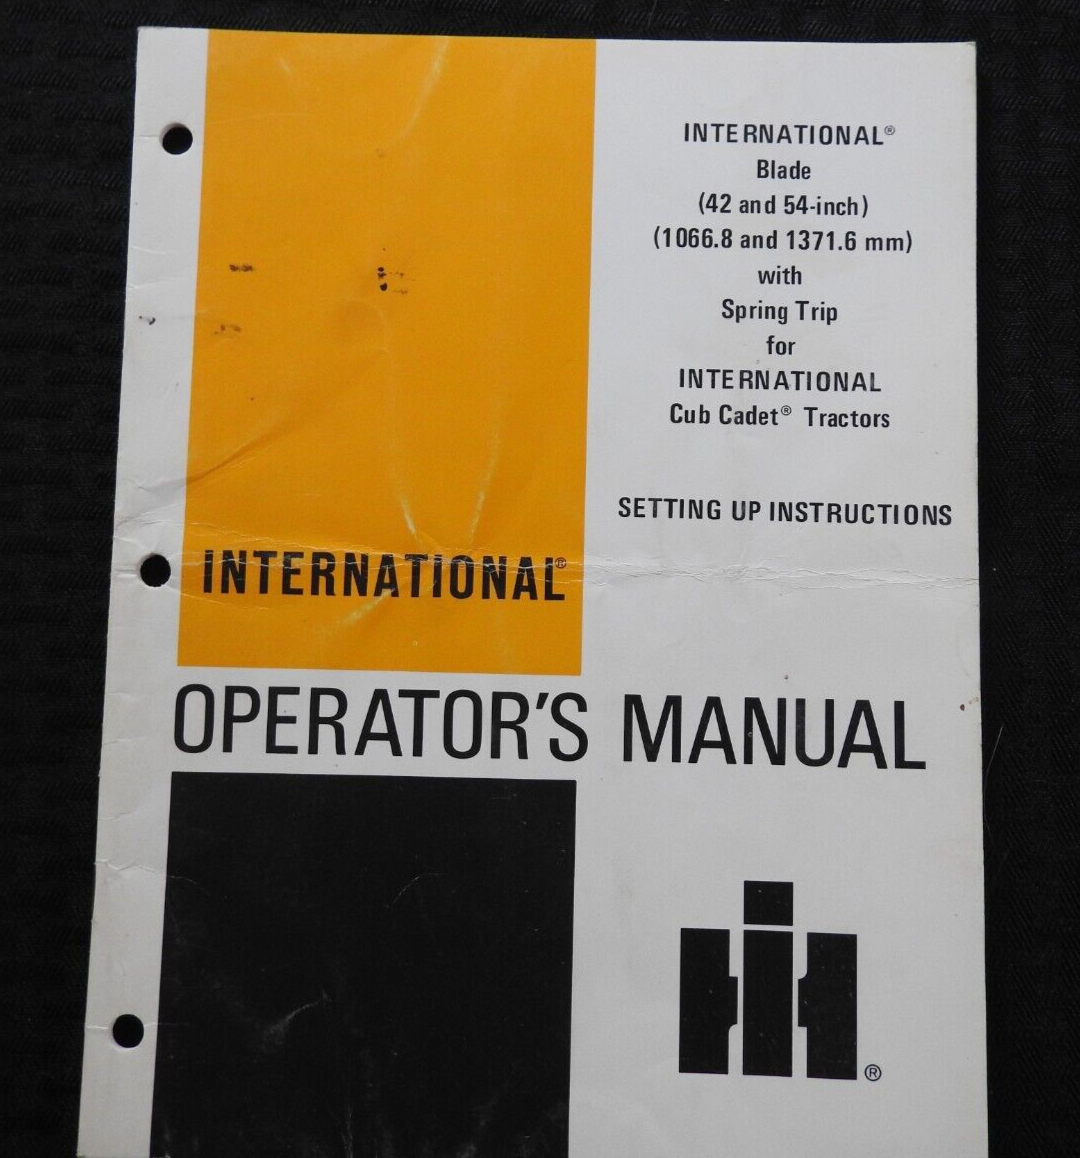 INTERNATIONAL®
Blade
(42 and 54-inch)
(1066.8 and 1371.6 mm)
with
Spring Trip
for
INTERNATIONAL
Cub Cadet® Tractors
SETTING UP INSTRUCTIONS
INTERNATIONAL®
OPERATOR'S MANUAL
IH
®